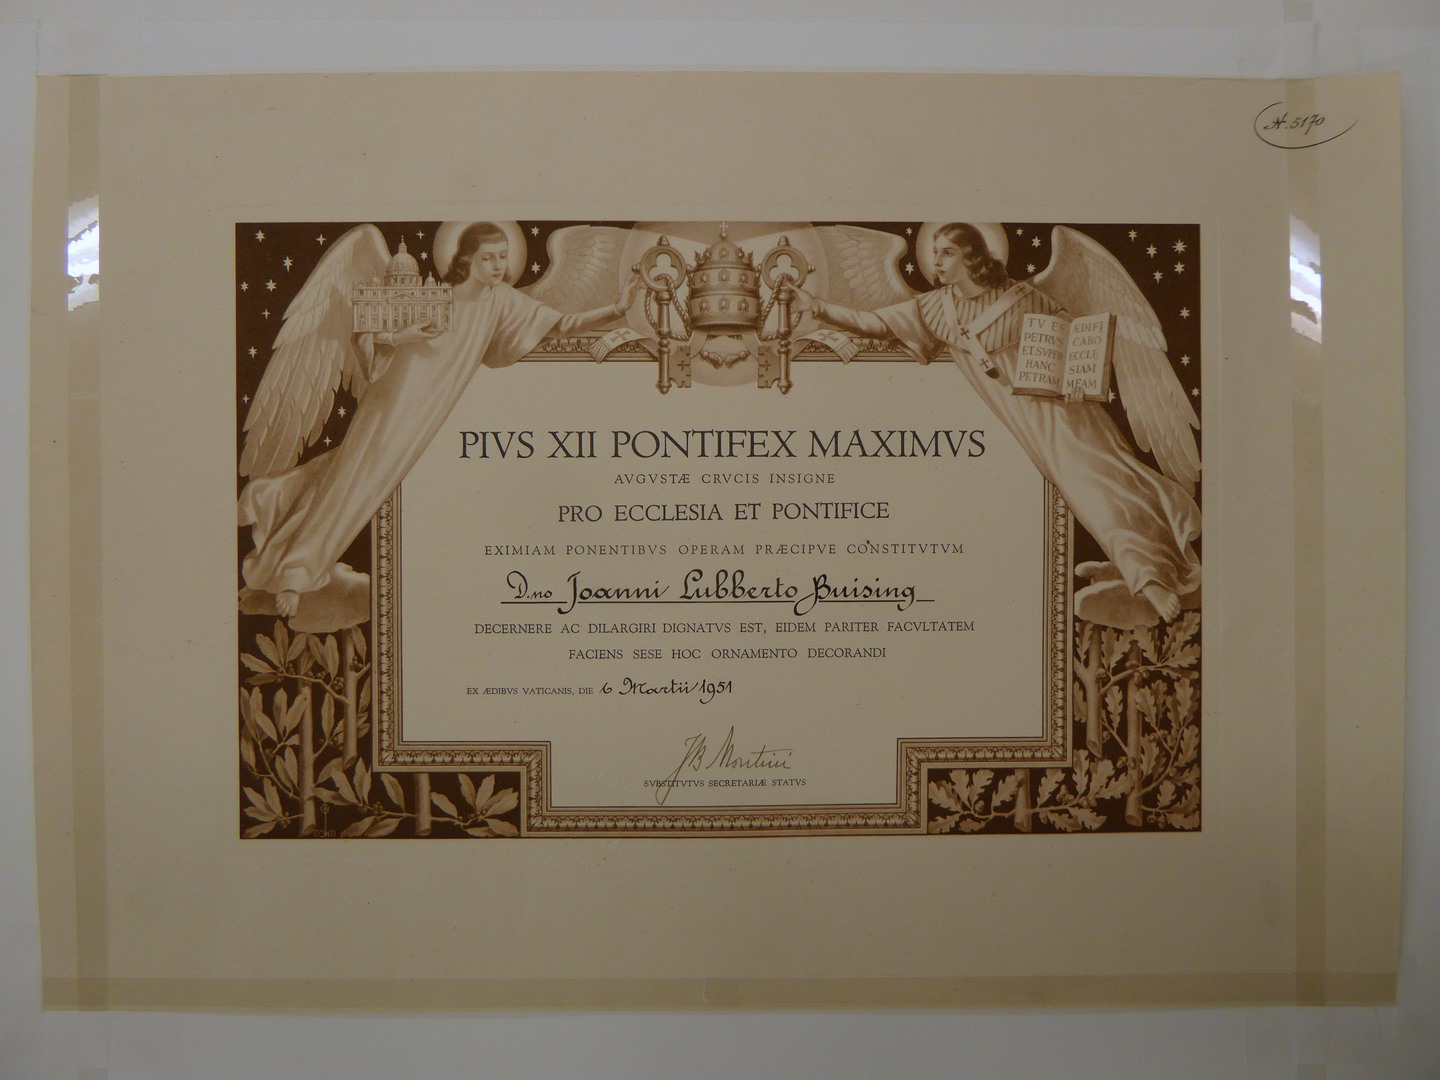 A. 5170
TV ES
PETRVS
ET SVPER
HANC
PETRAM
ÆDIFI
CABO
ECCLE
SIAM
MEAM
PIVS XII PONTIFEX MAXIMVS
AVGVSTÆ CRVCIS INSIGNE
PRO ECCLESIA ET PONTIFICE
EXIMIAM PONENTIBVS OPERAM PRÆCIPVE CONSTITVTVM
D.no Joanni Lubberto Buising
DECERNERE AC DILARGIRI DIGNATVS EST, EIDEM PARITER FACVLTATEM
FACIENS SESE HOC ORNAMENTO DECORANDI
EX ÆDIBVS VATICANIS, DIE 6 Martii 1951
JB Montini
SVBSTITVTVS SECRETARIÆ STATVS
CONTI